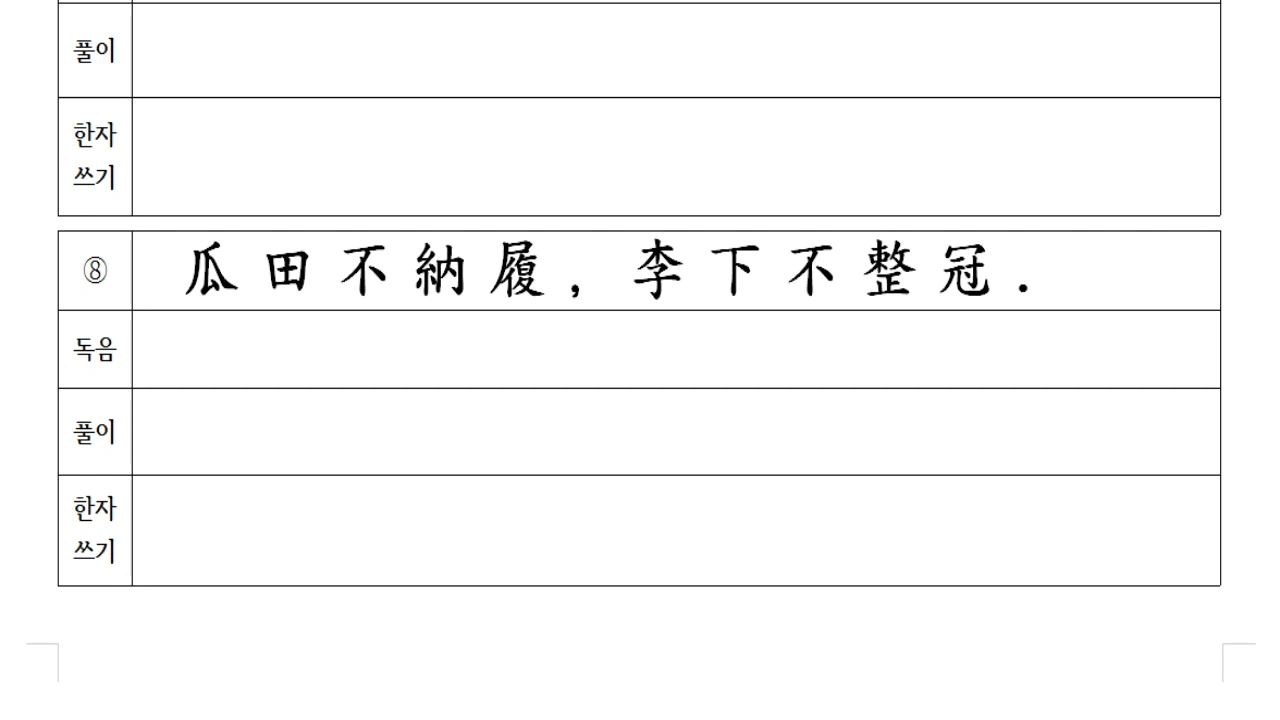 풀이
한자
쓰기
⑧ 瓜田不納履, 李下不整冠.
독음
풀이
한자
쓰기